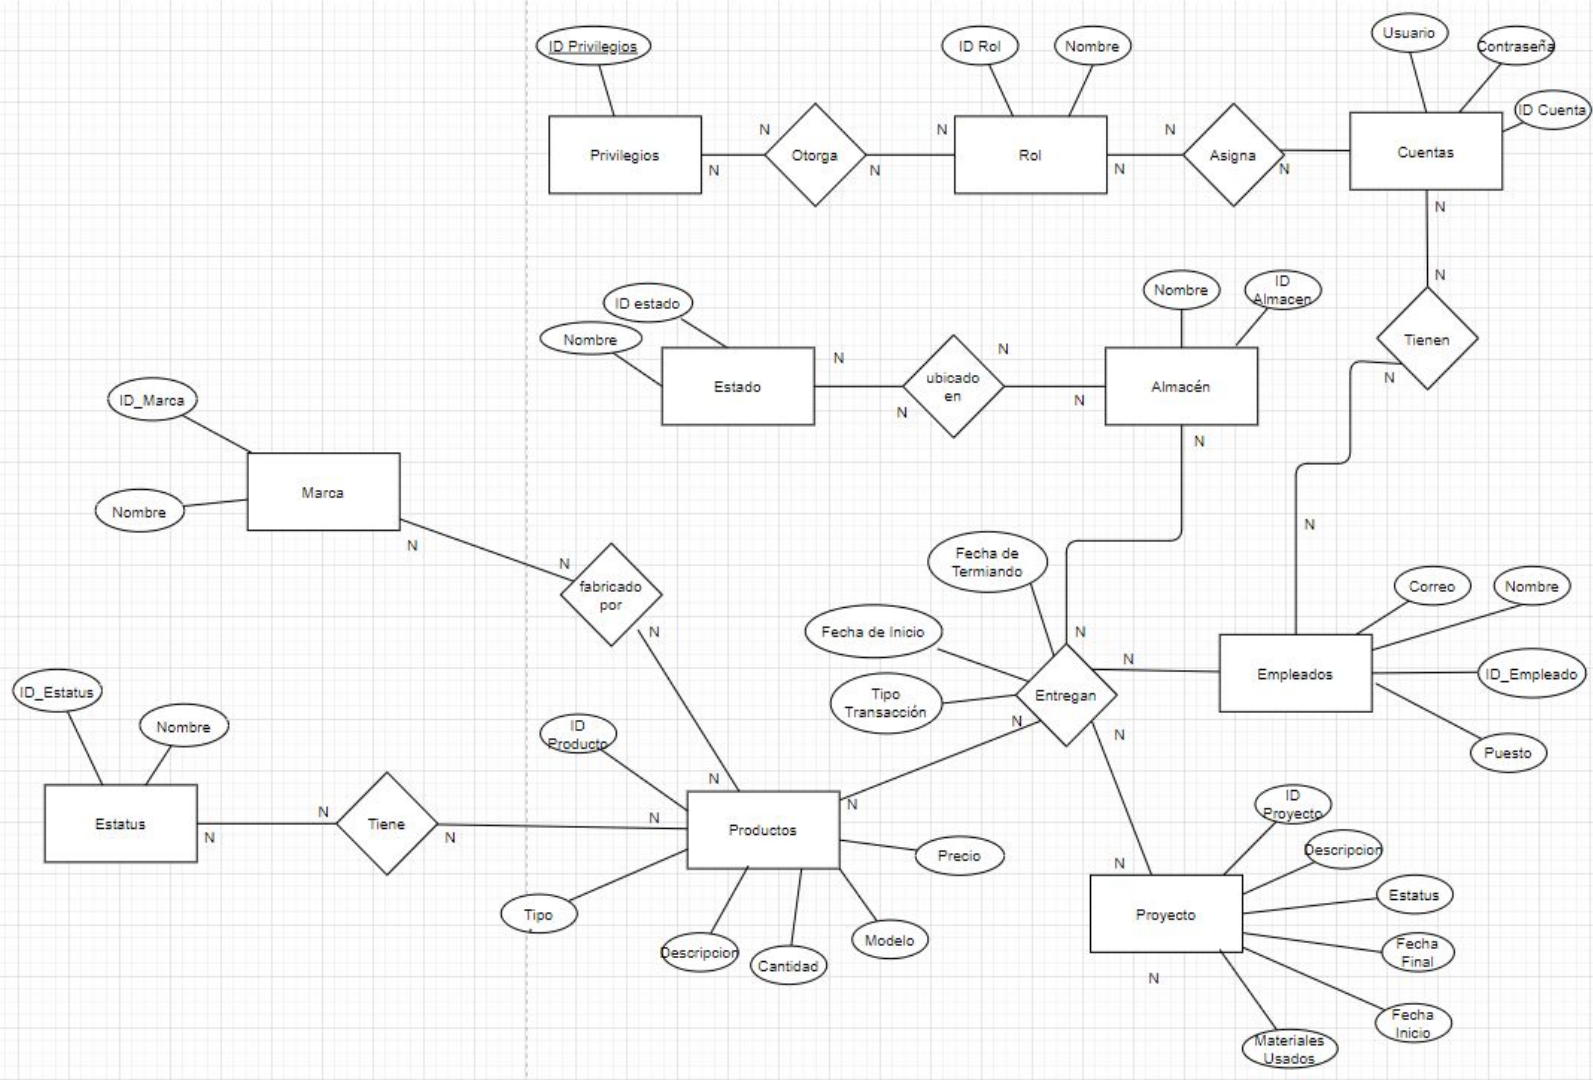 Usuario
ID Privilegios
ID Rol
Nombre
Contraseña
ID Cuenta
N
N
N
N
Privilegios
Otorga
Rol
Asigna
Cuentas
N
N
N
N
N
N
ID estado
Nombre
ID
Almacen
Nombre
Tienen
N
N
N
Estado
ubicado
en
Almacén
ID_Marca
N
N
N
Marca
Nombre
N
N
N
Fecha de
Termiando
fabricado
por
Correo
Nombre
N
N
Fecha de Inicio
N
Empleados
ID_Empleado
ID_Estatus
Tipo
Transacción
Entregan
N
N
Nombre
ID
Producto
Puesto
N
N
N
N
N
ID
Proyecto
Estatus
Tiene
Productos
N
N
Descripcion
Precio
N
Estatus
Tipo
Proyecto
Modelo
Descripcion
Cantidad
Fecha
Final
N
Fecha
Inicio
Materiales
Usados